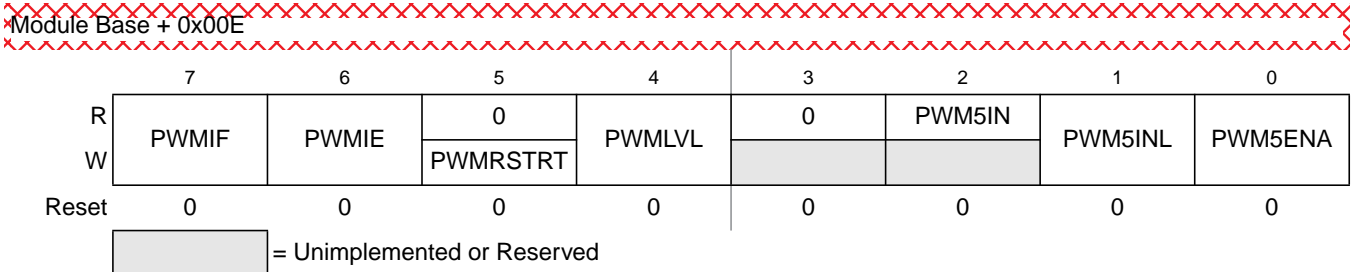 Module Base + 0x00E
7 6 5 4 3 2 1 0
R PWMIF PWMIE 0 PWMLVL 0 PWM5IN PWM5INL PWM5ENA
W PWMRSTRT
Reset 0 0 0 0 0 0 0 0
= Unimplemented or Reserved